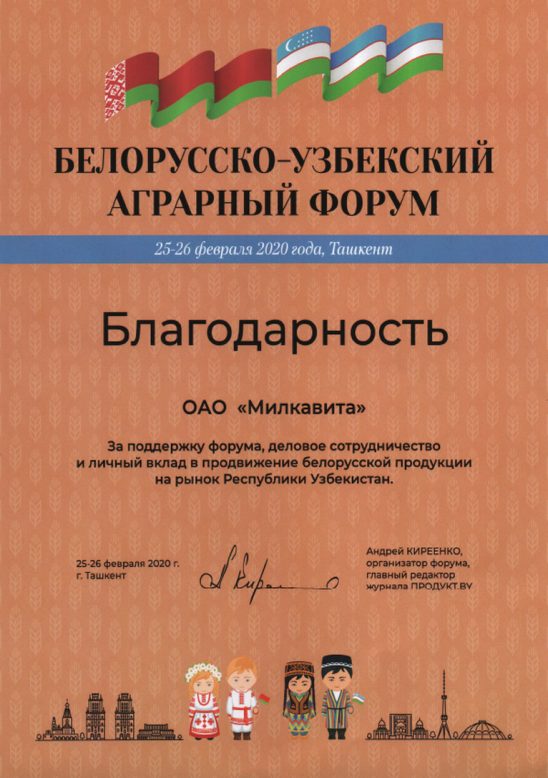 БЕЛОРУССКО-УЗБЕКСКИЙ
АГРАРНЫЙ ФОРУМ
25-26 февраля 2020 года, Ташкент
Благодарность
ОАО «Милкавита»
За поддержку форума, деловое сотрудничество
и личный вклад в продвижение белорусской продукции
на рынок Республики Узбекистан.
25-26 февраля 2020 г.
г. Ташкент
Андрей КИРЕЕНКО,
организатор форума,
главный редактор
журнала ПРОДУКТ.BY